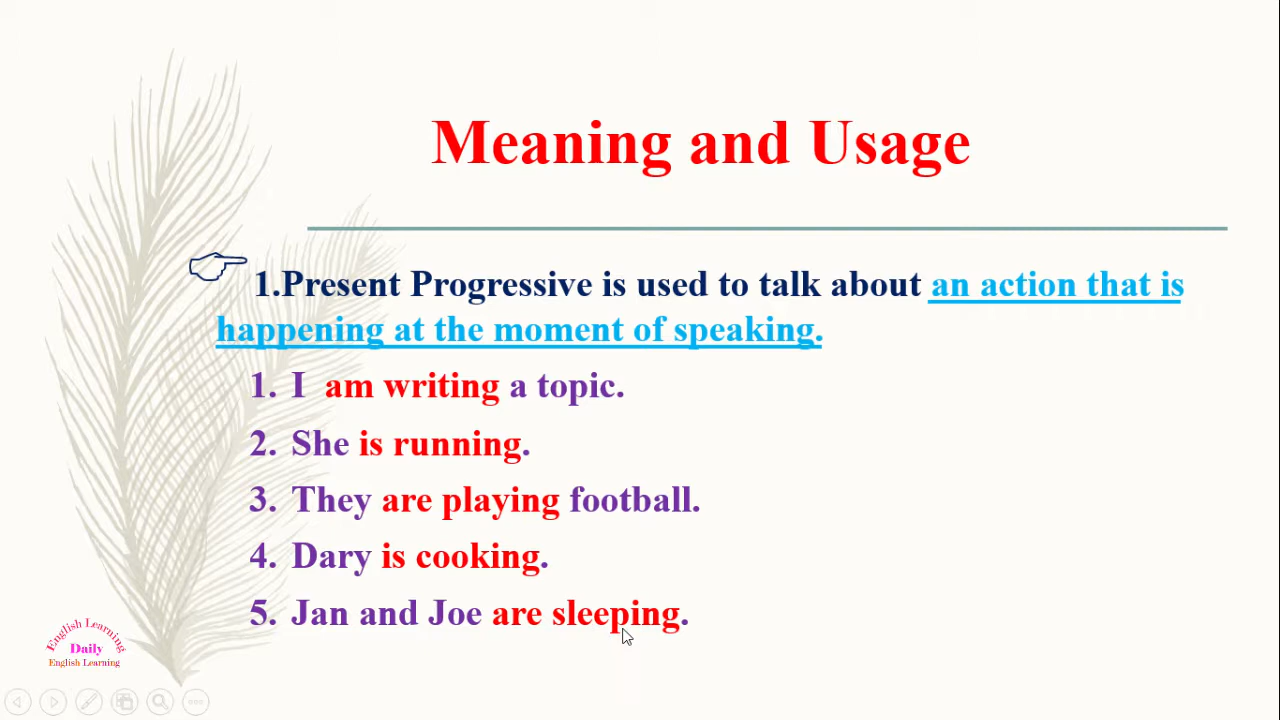 Meaning and Usage
1.Present Progressive is used to talk about an action that is
happening at the moment of speaking.
1. I am writing a topic.
2. She is running.
3. They are playing football.
4. Dary is cooking.
5. Jan and Joe are sleeping.
English Learning
Daily
English Learning